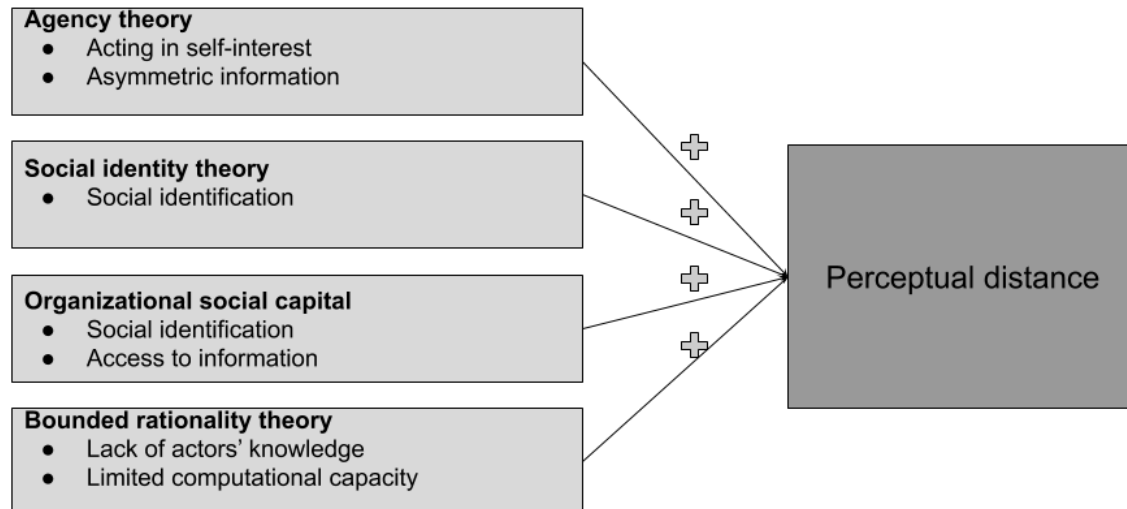 Agency theory
● Acting in self-interest
● Asymmetric information
Social identity theory
● Social identification
Organizational social capital
● Social identification
● Access to information
Bounded rationality theory
● Lack of actors’ knowledge
● Limited computational capacity
Perceptual distance